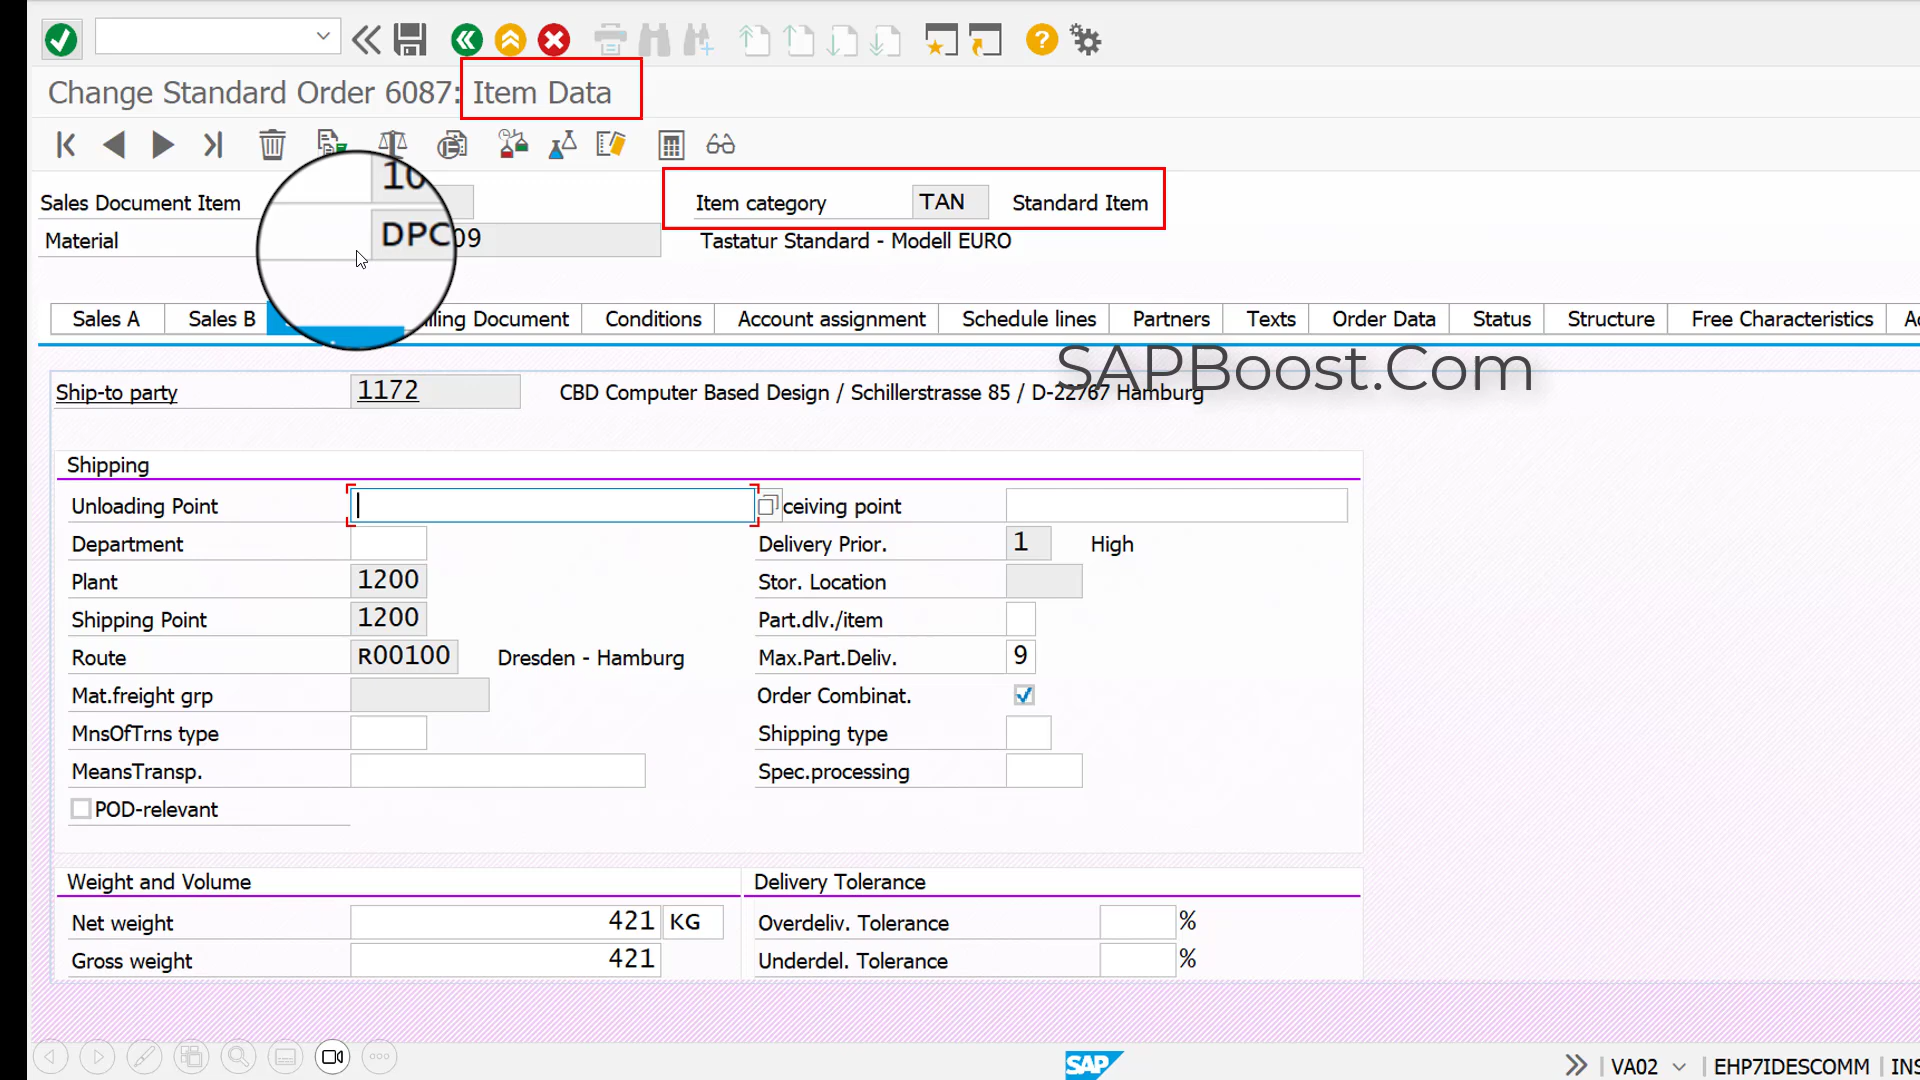 Change Standard Order 6087: Item Data
Sales Document Item 10 Item category TAN Standard Item
Material DPC 09 Tastatur Standard - Modell EURO
Sales A Sales B Document Conditions Account assignment Schedule lines Partners Texts Order Data Status Structure Free Characteristics
SAPBoost.Com
Ship-to party 1172 CBD Computer Based Design / Schillerstrasse 85 / D-22767 Hamburg
Shipping
Unloading Point ceiving point
Department Delivery Prior. 1 High
Plant 1200 Stor. Location
Shipping Point 1200 Part.dlv./item
Route R00100 Dresden - Hamburg Max.Part.Deliv. 9
Mat.freight grp Order Combinat.
MnsOfTrns type Shipping type
MeansTransp. Spec.processing
POD-relevant
Weight and Volume Delivery Tolerance
Net weight 421 KG Overdeliv. Tolerance %
Gross weight 421 Underdel. Tolerance %
SAP VA02 EHP7IDESCOMM INS